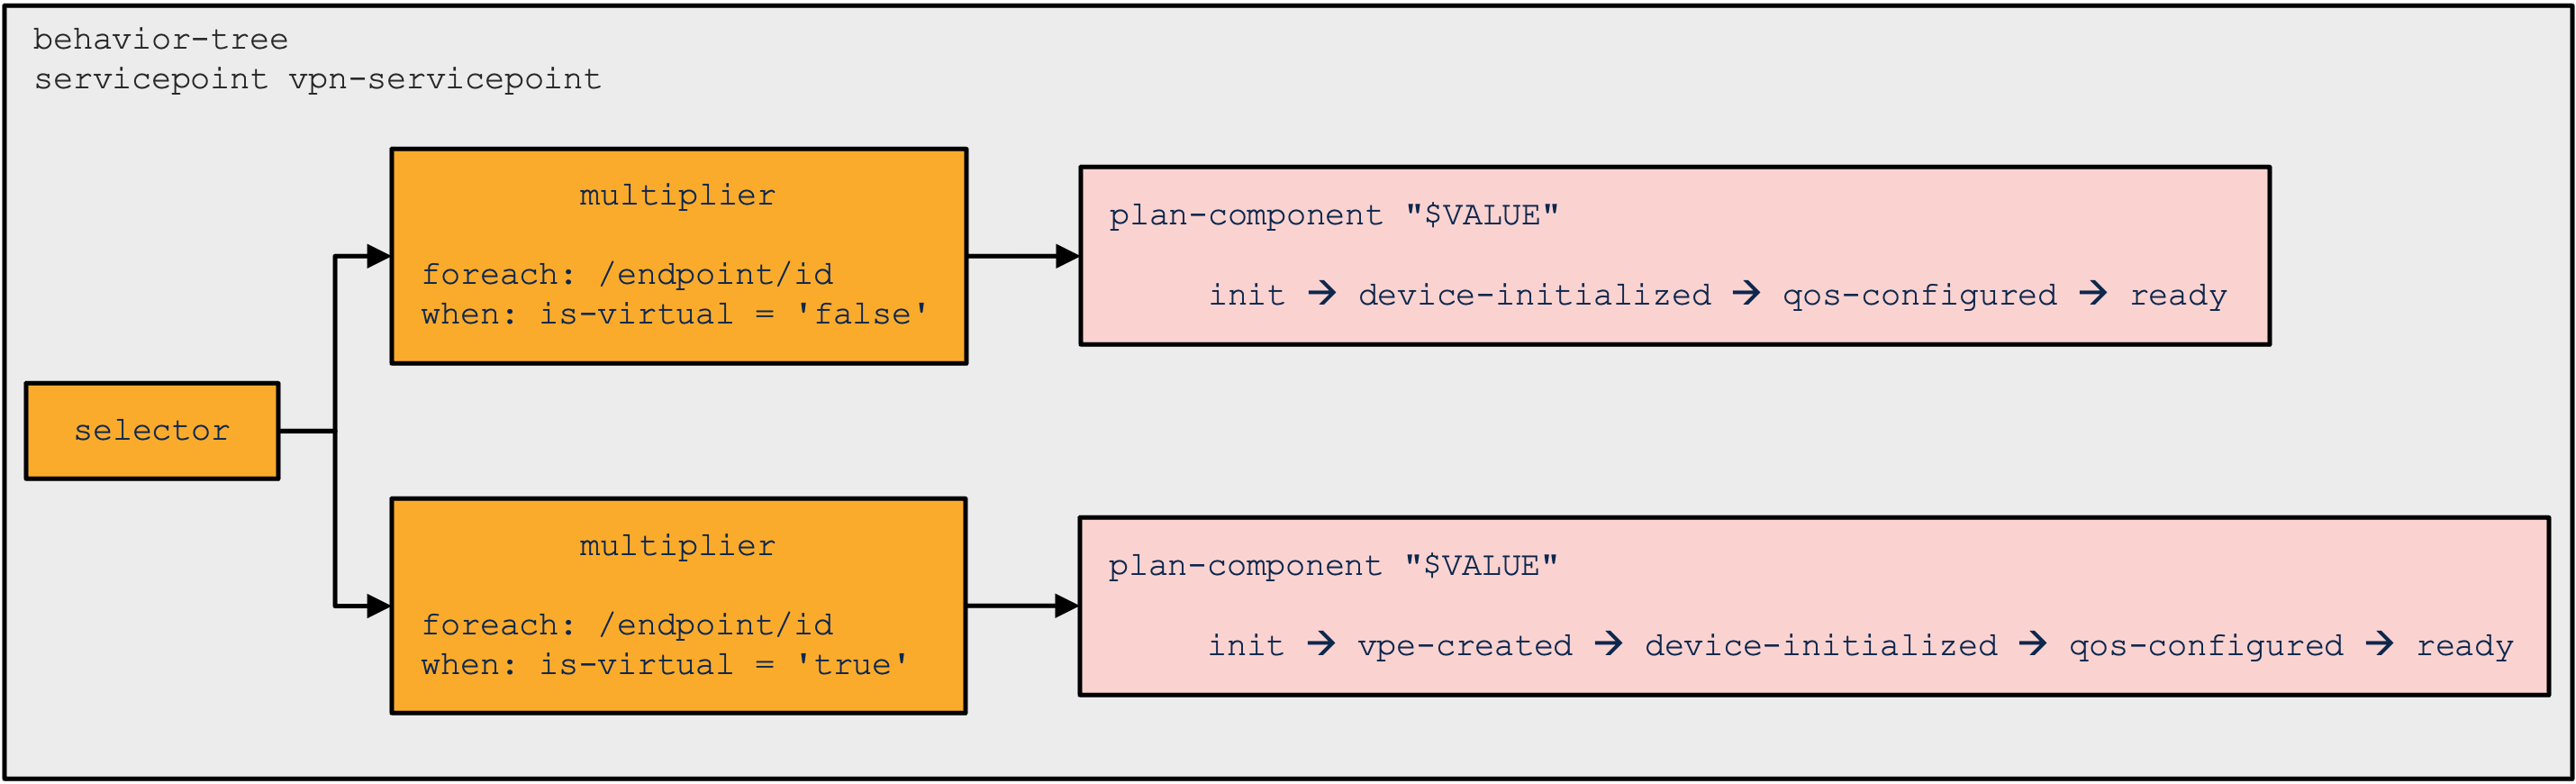 behavior-tree
servicepoint vpn-servicepoint
multiplier
foreach: /endpoint/id
when: is-virtual = 'false'
plan-component "$VALUE"
init → device-initialized → qos-configured → ready
selector
multiplier
foreach: /endpoint/id
when: is-virtual = 'true'
plan-component "$VALUE"
init → vpe-created → device-initialized → qos-configured → ready